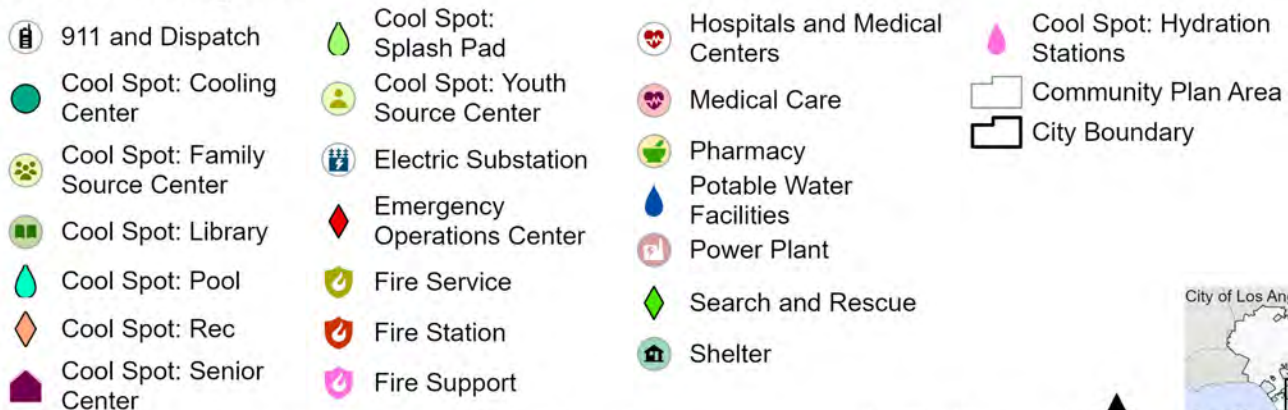 911 and Dispatch
Cool Spot: Cooling
Center
Cool Spot: Family
Source Center
Cool Spot: Library
Cool Spot: Pool
Cool Spot: Rec
Cool Spot: Senior
Center
Cool Spot:
Splash Pad
Cool Spot: Youth
Source Center
Electric Substation
Emergency
Operations Center
Fire Service
Fire Station
Fire Support
Hospitals and Medical
Centers
Medical Care
Pharmacy
Potable Water
Facilities
Power Plant
Search and Rescue
Shelter
Cool Spot: Hydration
Stations
Community Plan Area
City Boundary
City of Los